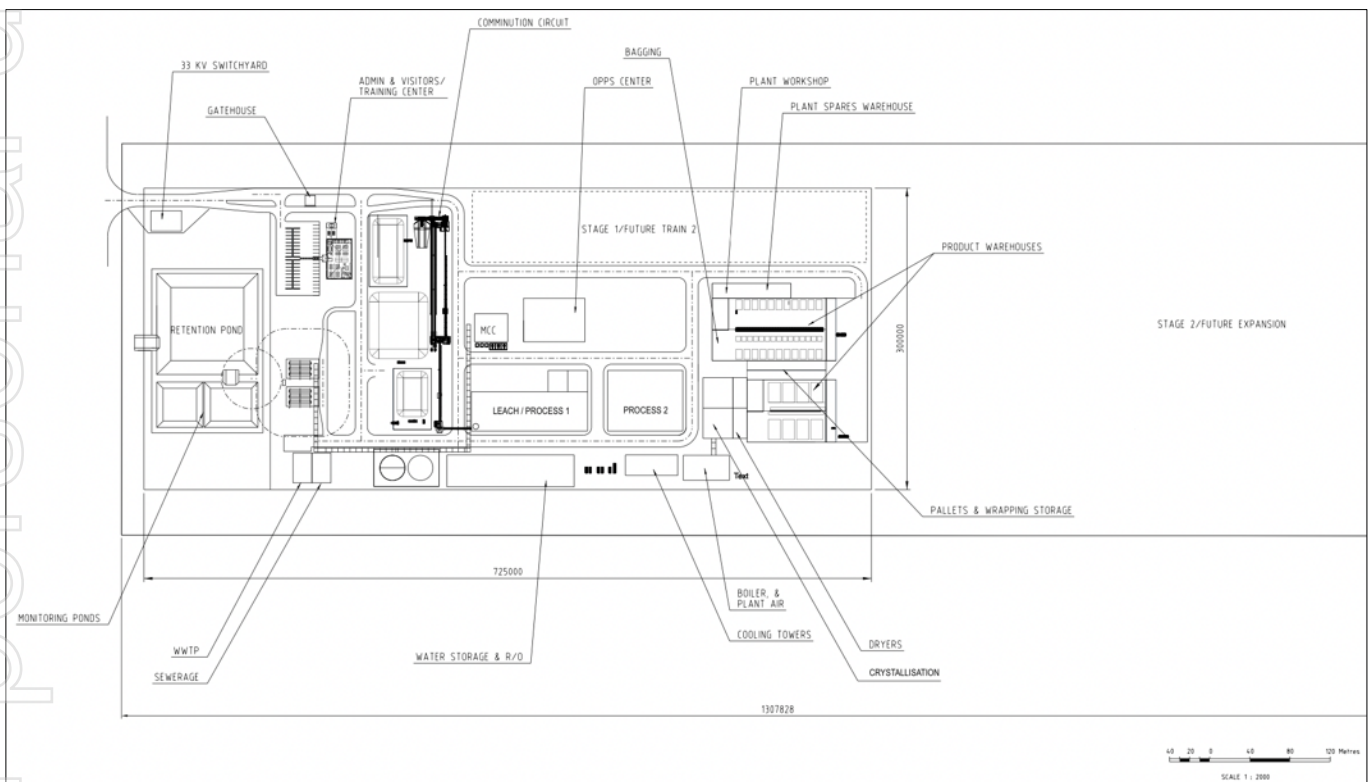 COMMINUTION CIRCUIT
BAGGING
33 KV SWITCHYARD
ADMIN & VISITORS/
TRAINING CENTER
OPPS CENTER
PLANT WORKSHOP
GATEHOUSE
PLANT SPARES WAREHOUSE
STAGE 1/FUTURE TRAIN 2
PRODUCT WAREHOUSES
RETENTION POND
MCC
300000
STAGE 2/FUTURE EXPANSION
LEACH / PROCESS 1
PROCESS 2
Text
PALLETS & WRAPPING STORAGE
725000
BOILER, &
PLANT AIR
MONITORING PONDS
COOLING TOWERS
DRYERS
WWTP
WATER STORAGE & R/O
SEWERAGE
CRYSTALLISATION
1307828
40 20 0 40 80 120 Metres
SCALE 1 : 2000